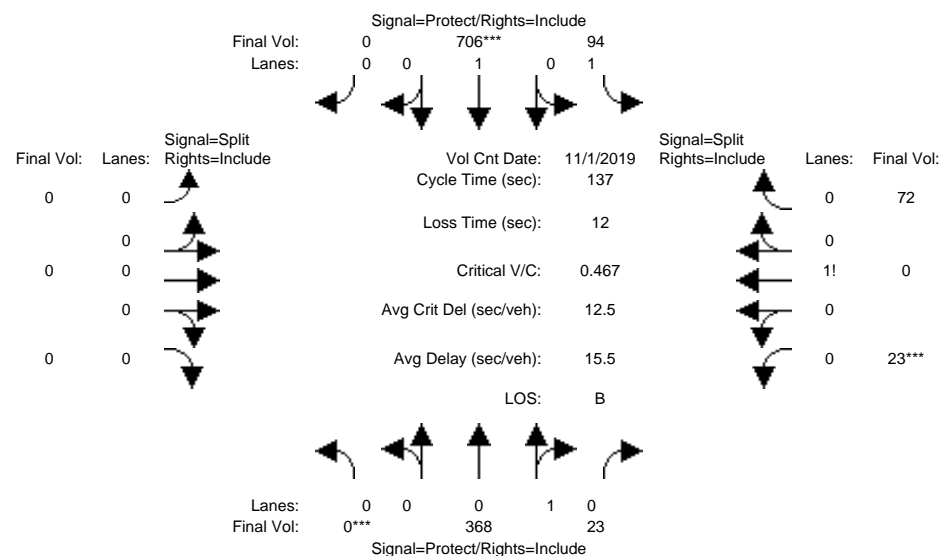 Signal=Protect/Rights=Include
Final Vol: 0 706*** 94
Lanes: 0 0 1 0 1
Signal=Split Signal=Split
Final Vol: Lanes: Rights=Include Vol Cnt Date: 11/1/2019 Rights=Include Lanes: Final Vol:
Cycle Time (sec): 137
0 0 0 72
Loss Time (sec): 12
0 0
0 0 Critical V/C: 0.467 1! 0
0 Avg Crit Del (sec/veh): 12.5 0
0 0 Avg Delay (sec/veh): 15.5 0 23***
LOS: B
Lanes: 0 0 0 1 0
Final Vol: 0*** 368 23
Signal=Protect/Rights=Include